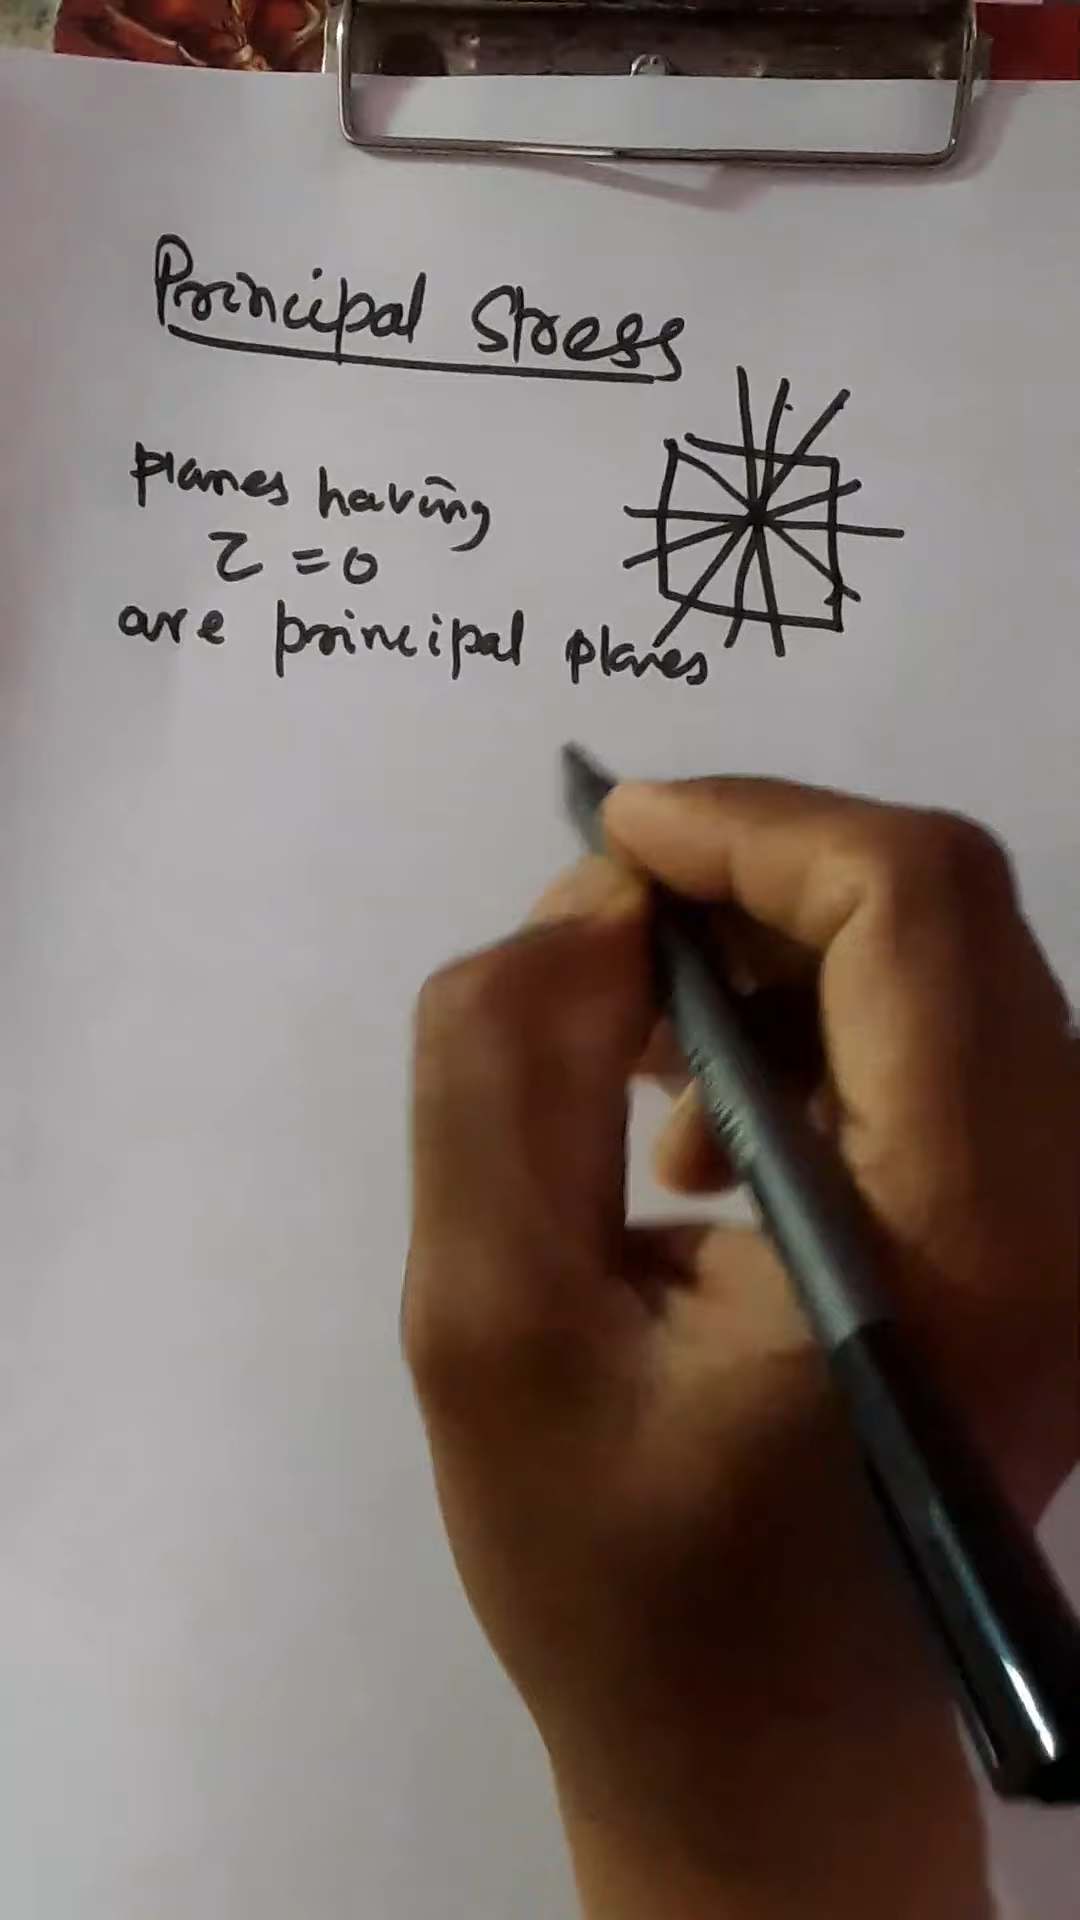 Principal Stress
planes having
τ = 0
are principal planes